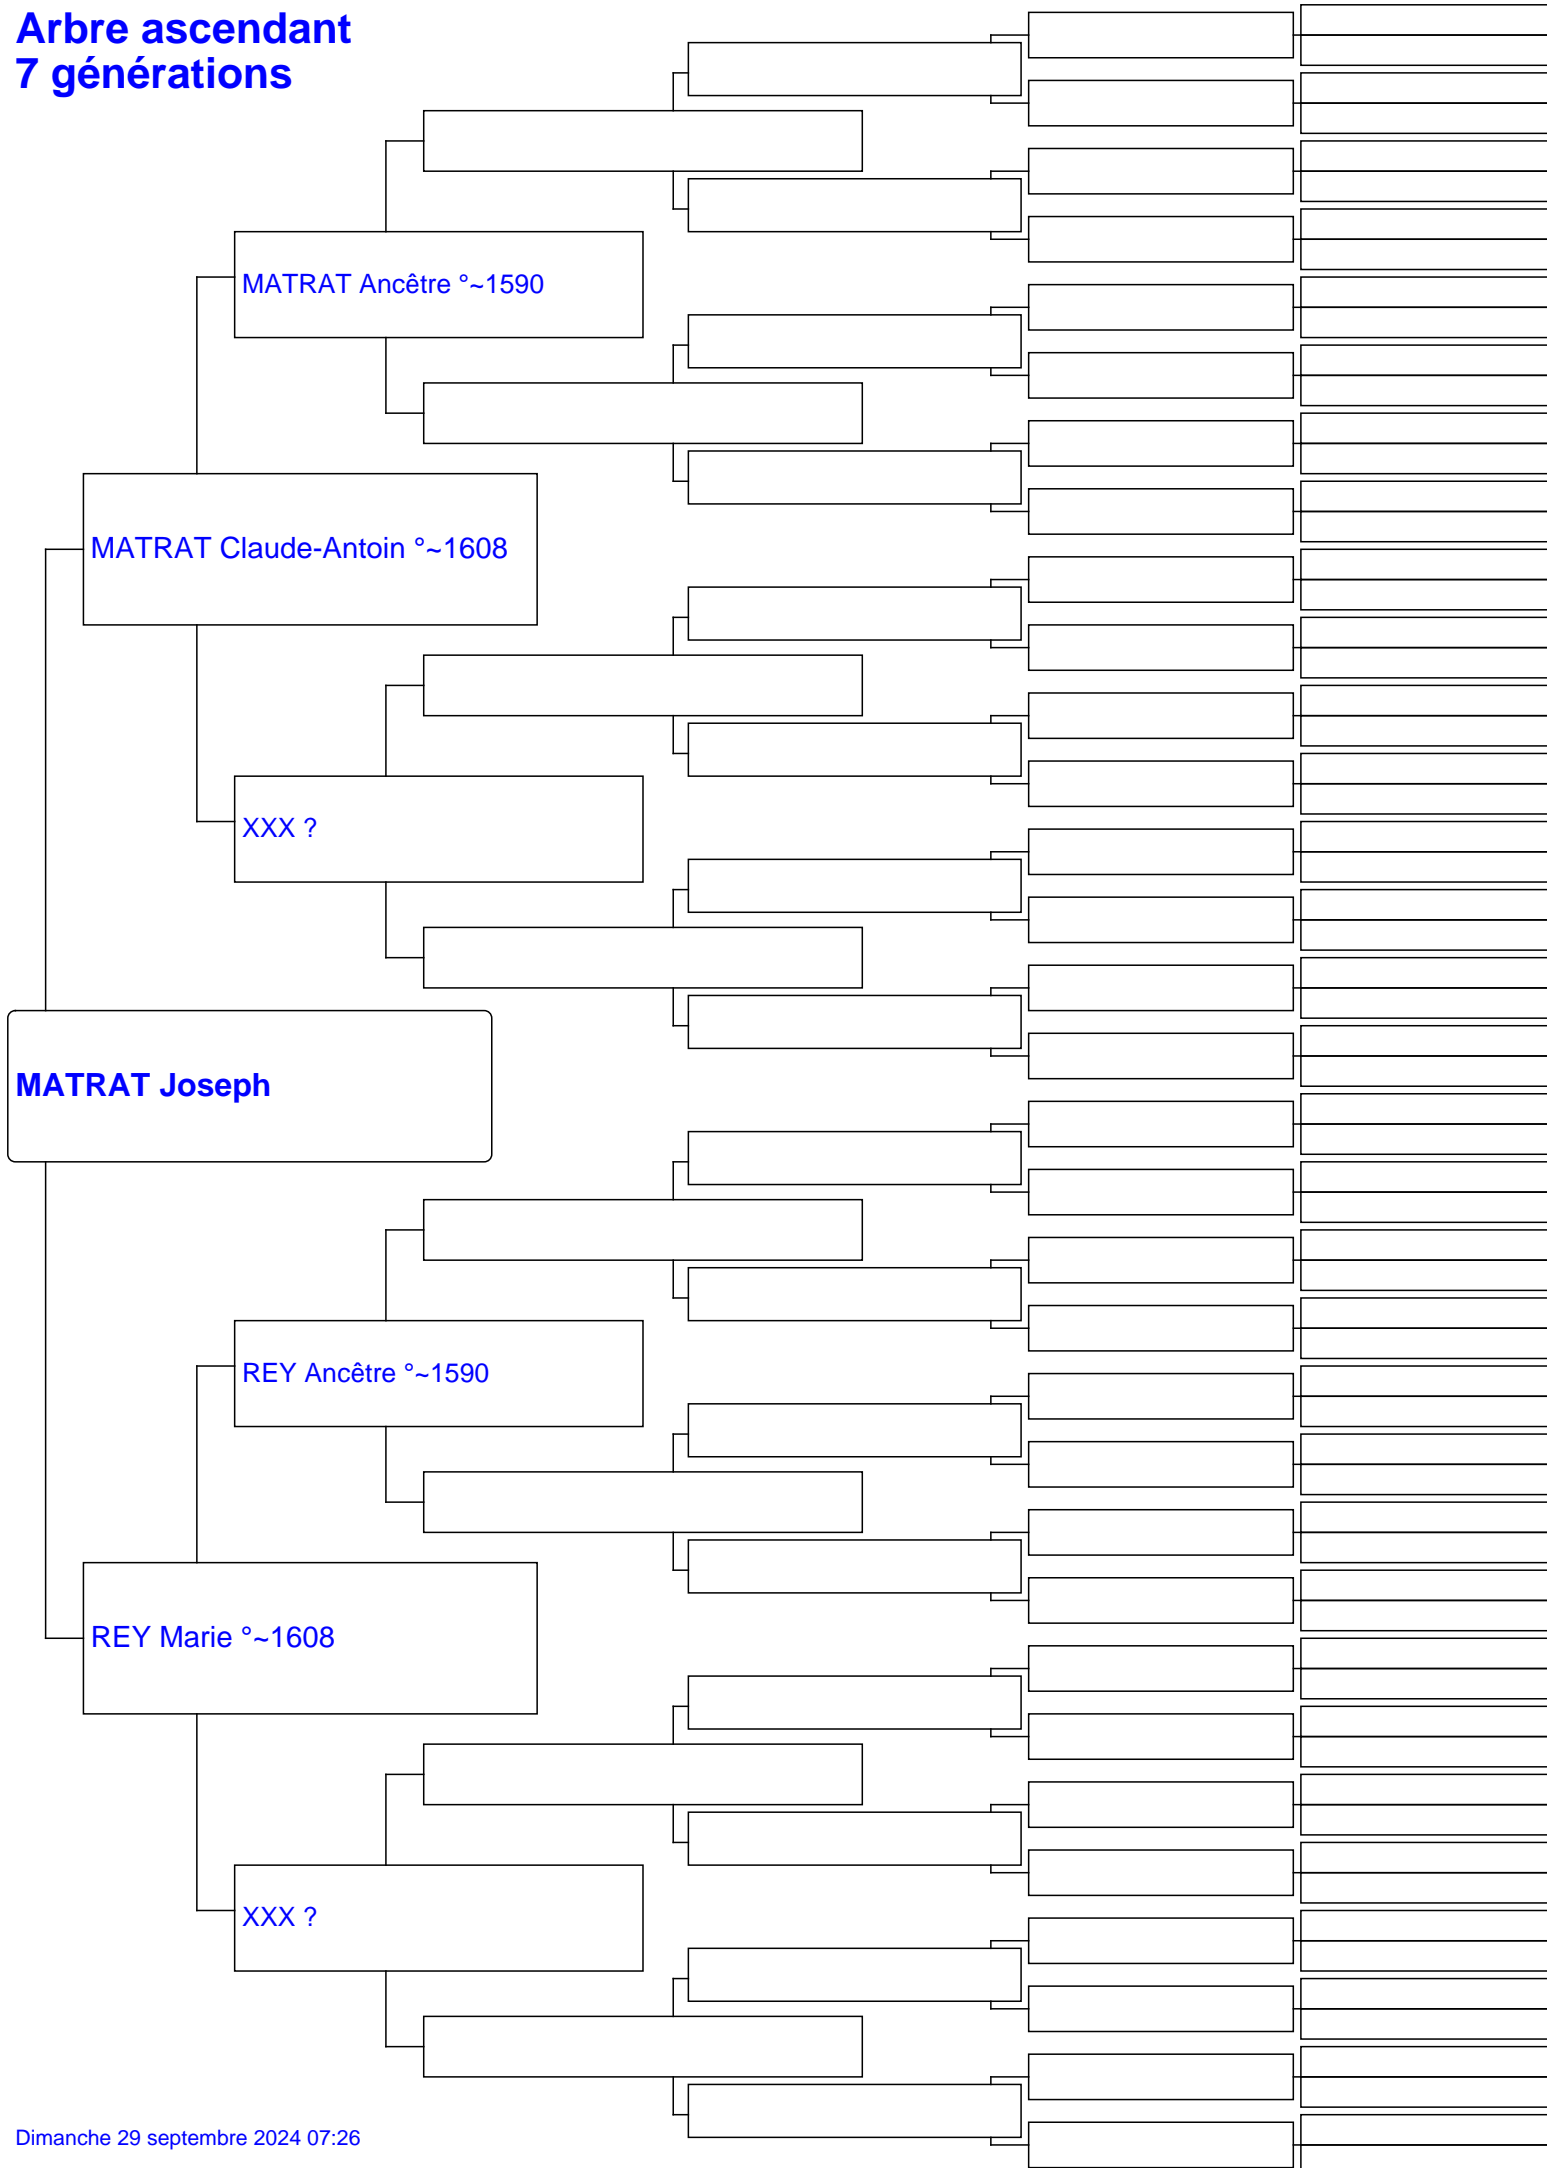 Arbre ascendant
7 générations
MATRAT Ancêtre °~1590
MATRAT Claude-Antoin °~1608
XXX ?
MATRAT Joseph
REY Ancêtre °~1590
REY Marie °~1608
XXX ?
Dimanche 29 septembre 2024 07:26